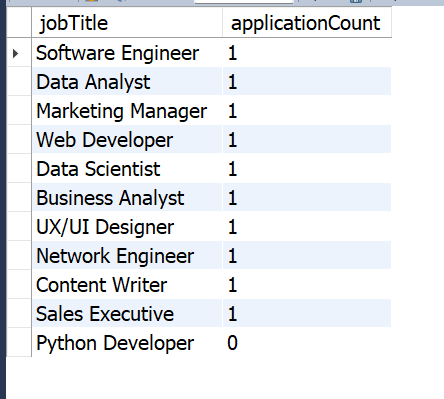 jobTitle applicationCount
Software Engineer 1
Data Analyst 1
Marketing Manager 1
Web Developer 1
Data Scientist 1
Business Analyst 1
UX/UI Designer 1
Network Engineer 1
Content Writer 1
Sales Executive 1
Python Developer 0